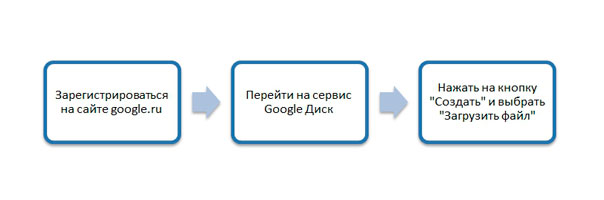 Зарегистрироваться
на сайте google.ru
Перейти на сервис
Google Диск
Нажать на кнопку
"Создать" и выбрать
"Загрузить файл"